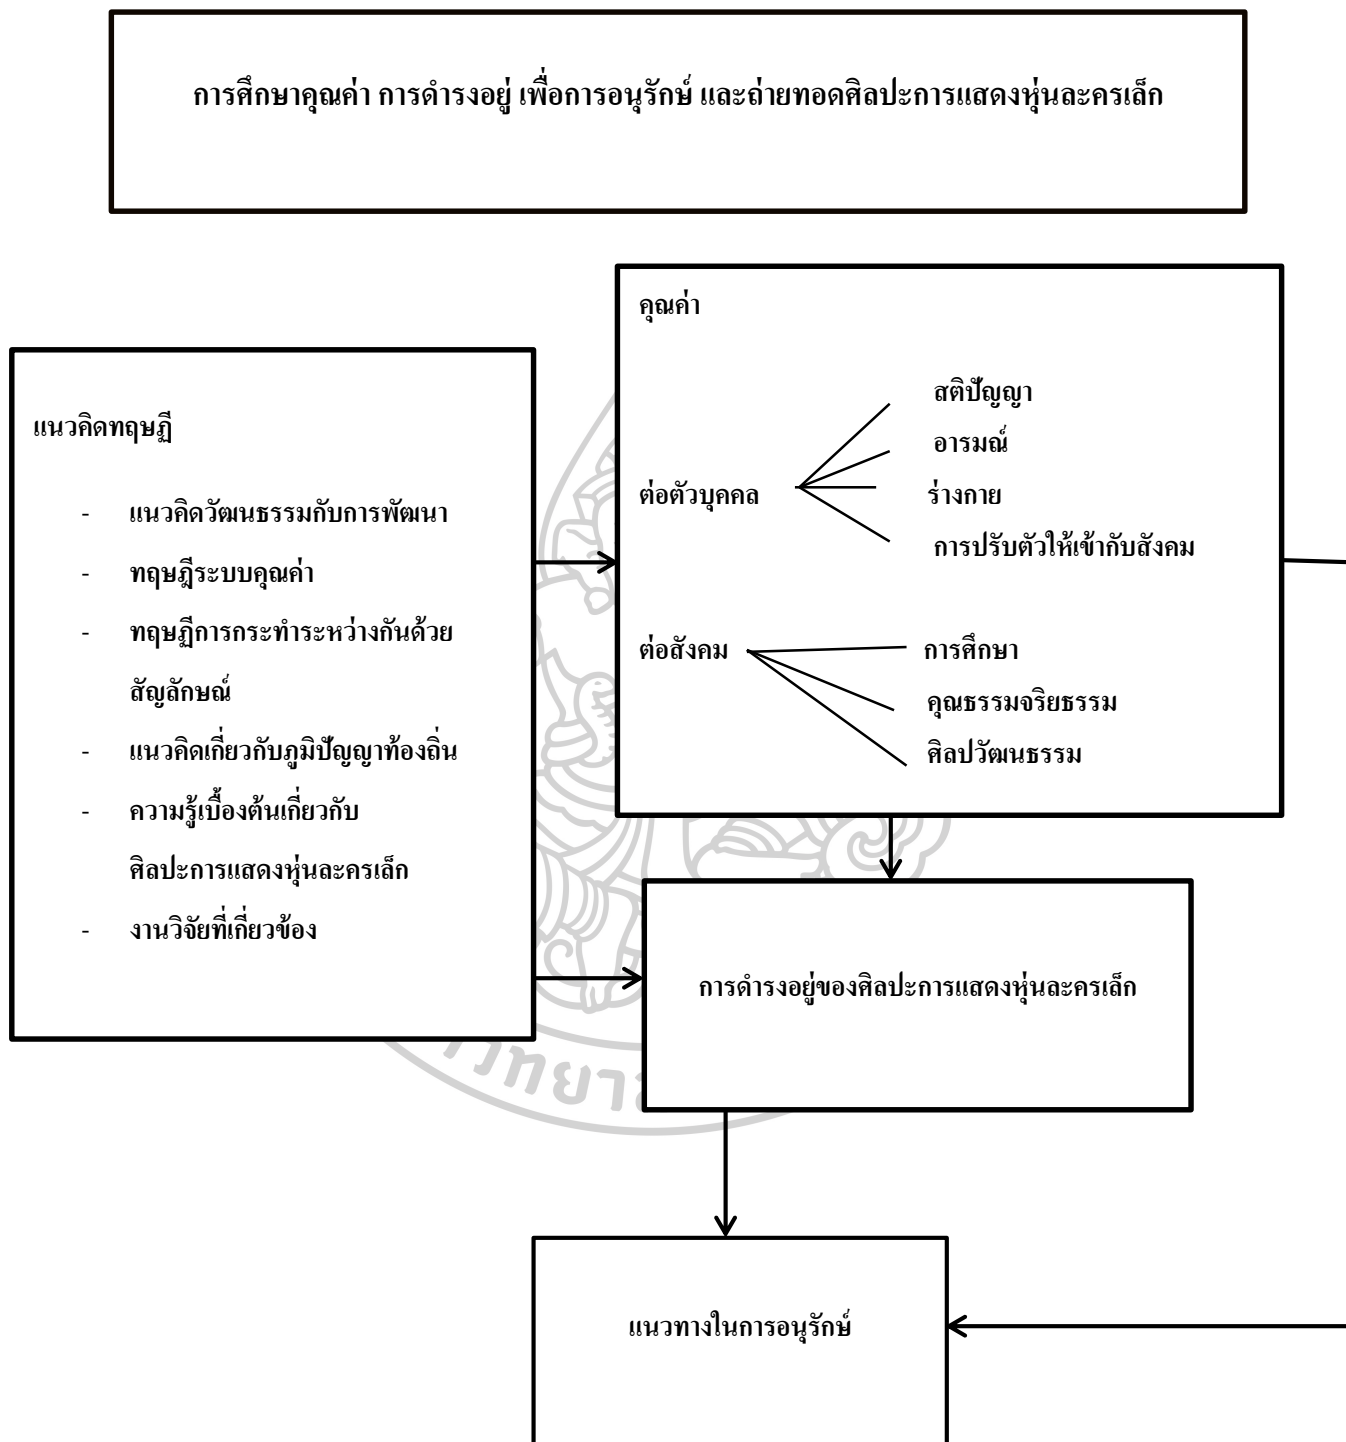 การศึกษาคุณค่า การดำรงอยู่ เพื่อการอนุรักษ์ และถ่ายทอดศิลปะการแสดงหุ่นละครเล็ก
แนวคิดทฤษฏี
- แนวคิดวัฒนธรรมกับการพัฒนา
- ทฤษฎีระบบคุณค่า
- ทฤษฏีการกระทำระหว่างกันด้วย
สัญลักษณ์
- แนวคิดเกี่ยวกับภูมิปัญญาท้องถิ่น
- ความรู้เบื้องต้นเกี่ยวกับ
ศิลปะการแสดงหุ่นละครเล็ก
- งานวิจัยที่เกี่ยวข้อง
คุณค่า
ต่อตัวบุคคล
สติปัญญา
อารมณ์
ร่างกาย
การปรับตัวให้เข้ากับสังคม
ต่อสังคม
การศึกษา
คุณธรรมจริยธรรม
ศิลปวัฒนธรรม
การดำรงอยู่ของศิลปะการแสดงหุ่นละครเล็ก
แนวทางในการอนุรักษ์